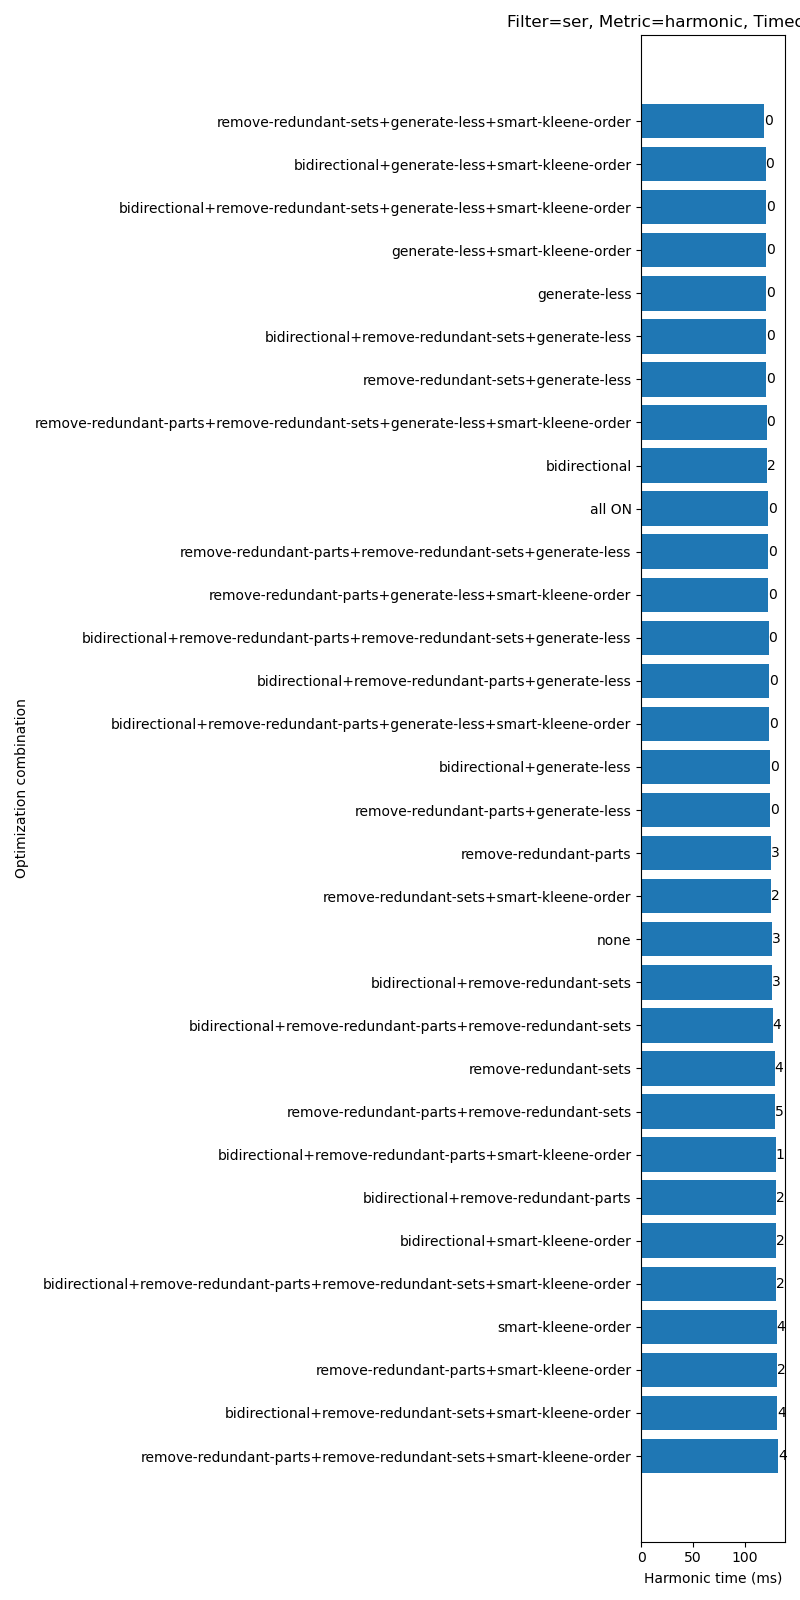 Filter=ser, Metric=harmonic, Timeo
remove-redundant-sets+generate-less+smart-kleene-order 0
bidirectional+generate-less+smart-kleene-order 0
bidirectional+remove-redundant-sets+generate-less+smart-kleene-order 0
generate-less+smart-kleene-order 0
generate-less 0
bidirectional+remove-redundant-sets+generate-less 0
remove-redundant-sets+generate-less 0
remove-redundant-parts+remove-redundant-sets+generate-less+smart-kleene-order 0
bidirectional 2
all ON 0
remove-redundant-parts+remove-redundant-sets+generate-less 0
remove-redundant-parts+generate-less+smart-kleene-order 0
bidirectional+remove-redundant-parts+remove-redundant-sets+generate-less 0
bidirectional+remove-redundant-parts+generate-less 0
bidirectional+remove-redundant-parts+generate-less+smart-kleene-order 0
bidirectional+generate-less 0
remove-redundant-parts+generate-less 0
remove-redundant-parts 3
remove-redundant-sets+smart-kleene-order 2
none 3
bidirectional+remove-redundant-sets 3
bidirectional+remove-redundant-parts+remove-redundant-sets 4
remove-redundant-sets 4
remove-redundant-parts+remove-redundant-sets 5
bidirectional+remove-redundant-parts+smart-kleene-order 1
bidirectional+remove-redundant-parts 2
bidirectional+smart-kleene-order 2
bidirectional+remove-redundant-parts+remove-redundant-sets+smart-kleene-order 2
smart-kleene-order 4
remove-redundant-parts+smart-kleene-order 2
bidirectional+remove-redundant-sets+smart-kleene-order 4
remove-redundant-parts+remove-redundant-sets+smart-kleene-order 4
Optimization combination
0 50 100
Harmonic time (ms)